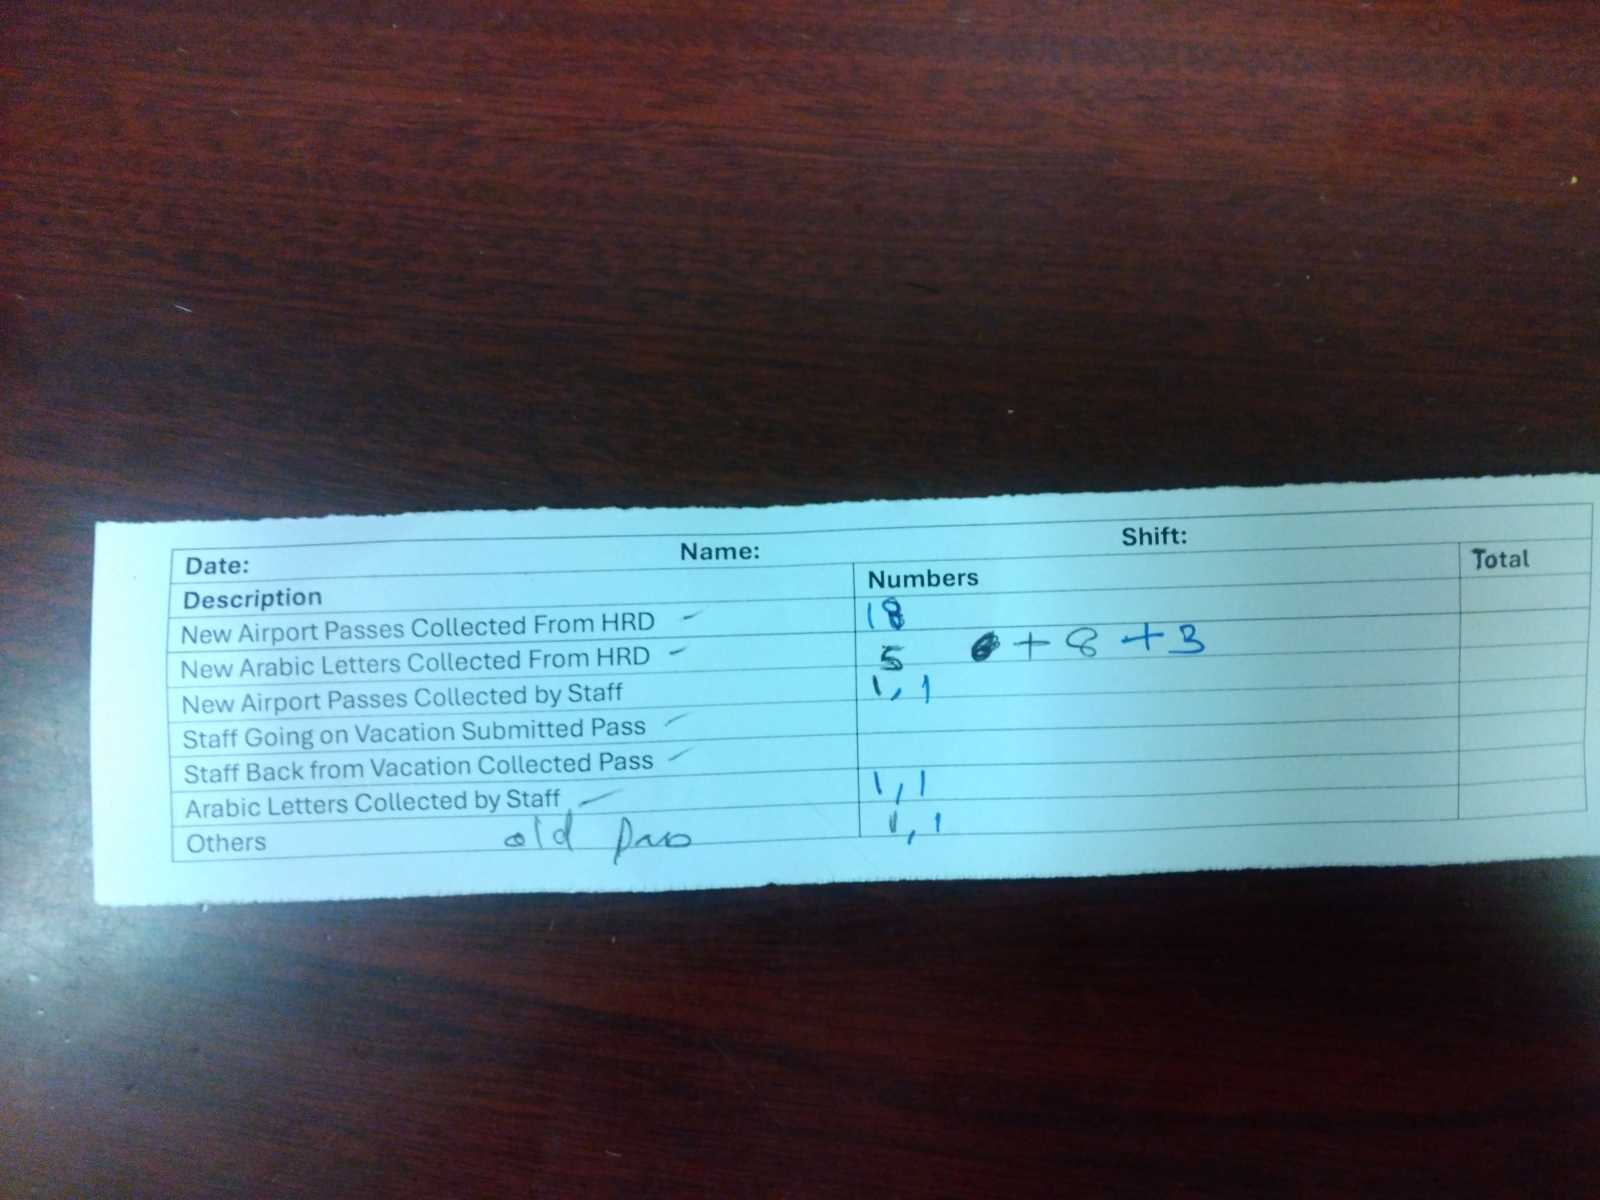 Date: Name: Shift:
Description Numbers Total
New Airport Passes Collected From HRD 18
New Arabic Letters Collected From HRD 5 + 8 + 3
New Airport Passes Collected by Staff 1, 1
Staff Going on Vacation Submitted Pass
Staff Back from Vacation Collected Pass
Arabic Letters Collected by Staff 1, 1
Others old pass 1, 1